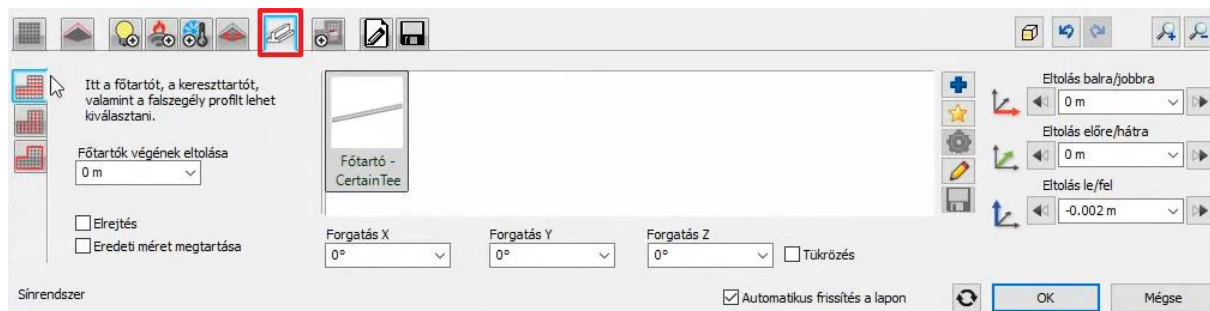 Itt a főtartót, a kereszttartót,
valamint a falszegély profilt lehet
kiválasztani.
Főtartók végének eltolása
0 m
Elrejtés
Eredeti méret megtartása
Főtartó -
CertainTee
Forgatás X
0°
Forgatás Y
0°
Forgatás Z
0°
Tükrözés
Eltolás balra/jobbra
0 m
Eltolás előre/hátra
0 m
Eltolás le/fel
-0.002 m
Sínrendszer
Automatikus frissítés a lapon
OK
Mégse